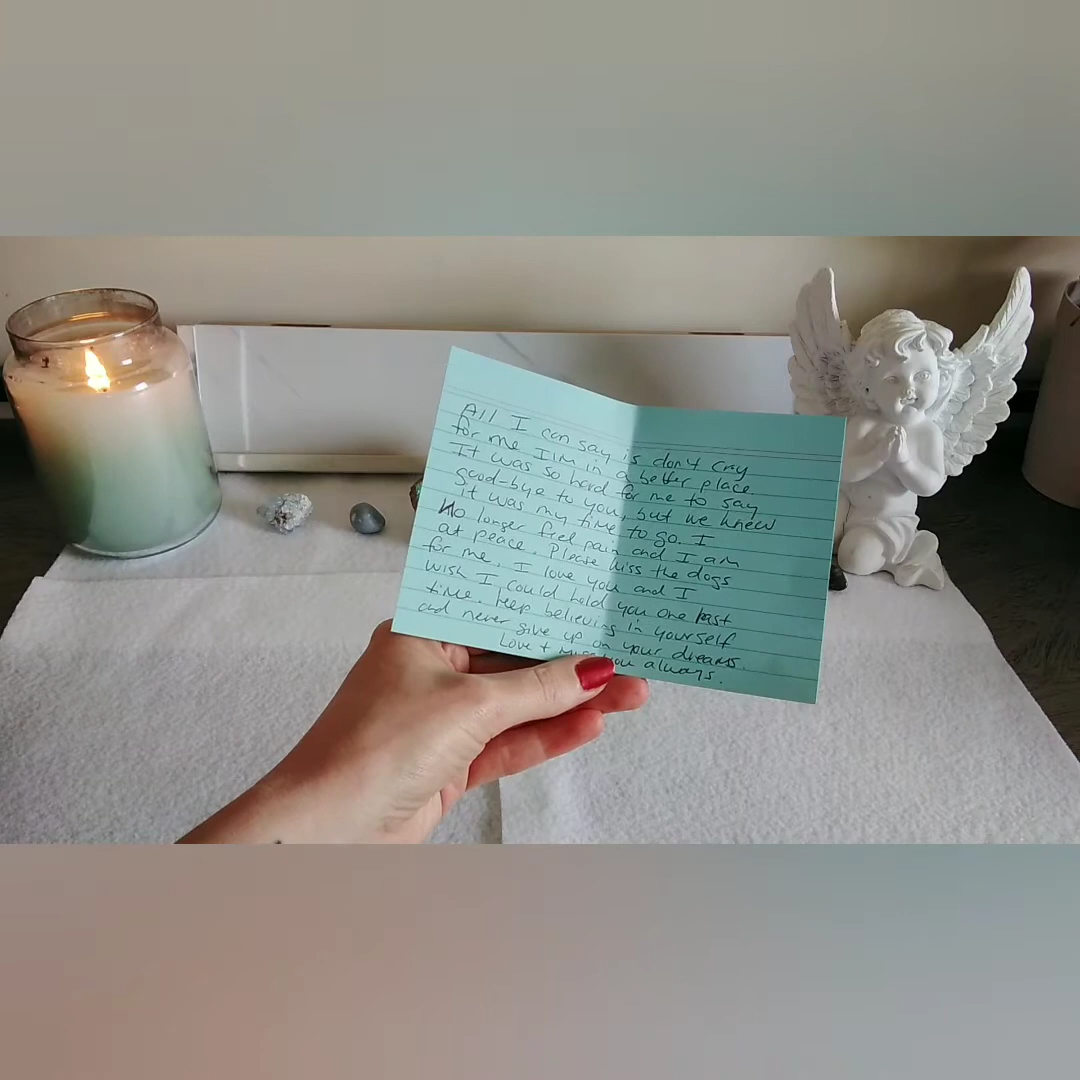 All I can say is don't cry
for me I'm in a better place.
It was so hard for me to say
good-bye to you but we knew
it was my time to go. I
No longer feel pain and I am
at peace. Please kiss the dogs
for me. I love you and I
wish I could hold you one last
time. keep believing in yourself
and never give up on your dreams.
Love + Miss you always.